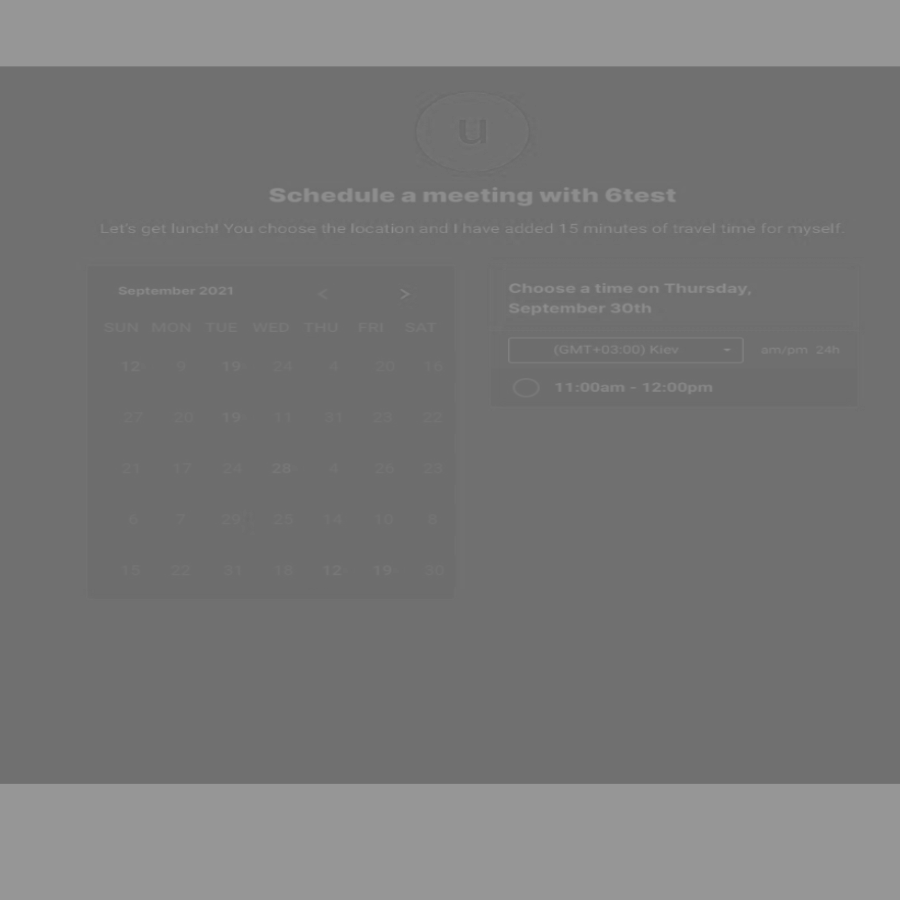 u
Schedule a meeting with 6test
Let's get lunch! You choose the location and I have added 15 minutes of travel time for myself.
September 2021 < >
SUN MON TUE WED THU FRI SAT
12 9 19 24 4 20 16
27 20 19 11 31 23 22
21 17 24 28 4 26 23
6 7 29 25 14 10 8
15 22 31 18 12 19 30
Choose a time on Thursday,
September 30th
(GMT+03:00) Kiev am/pm 24h
11:00am - 12:00pm